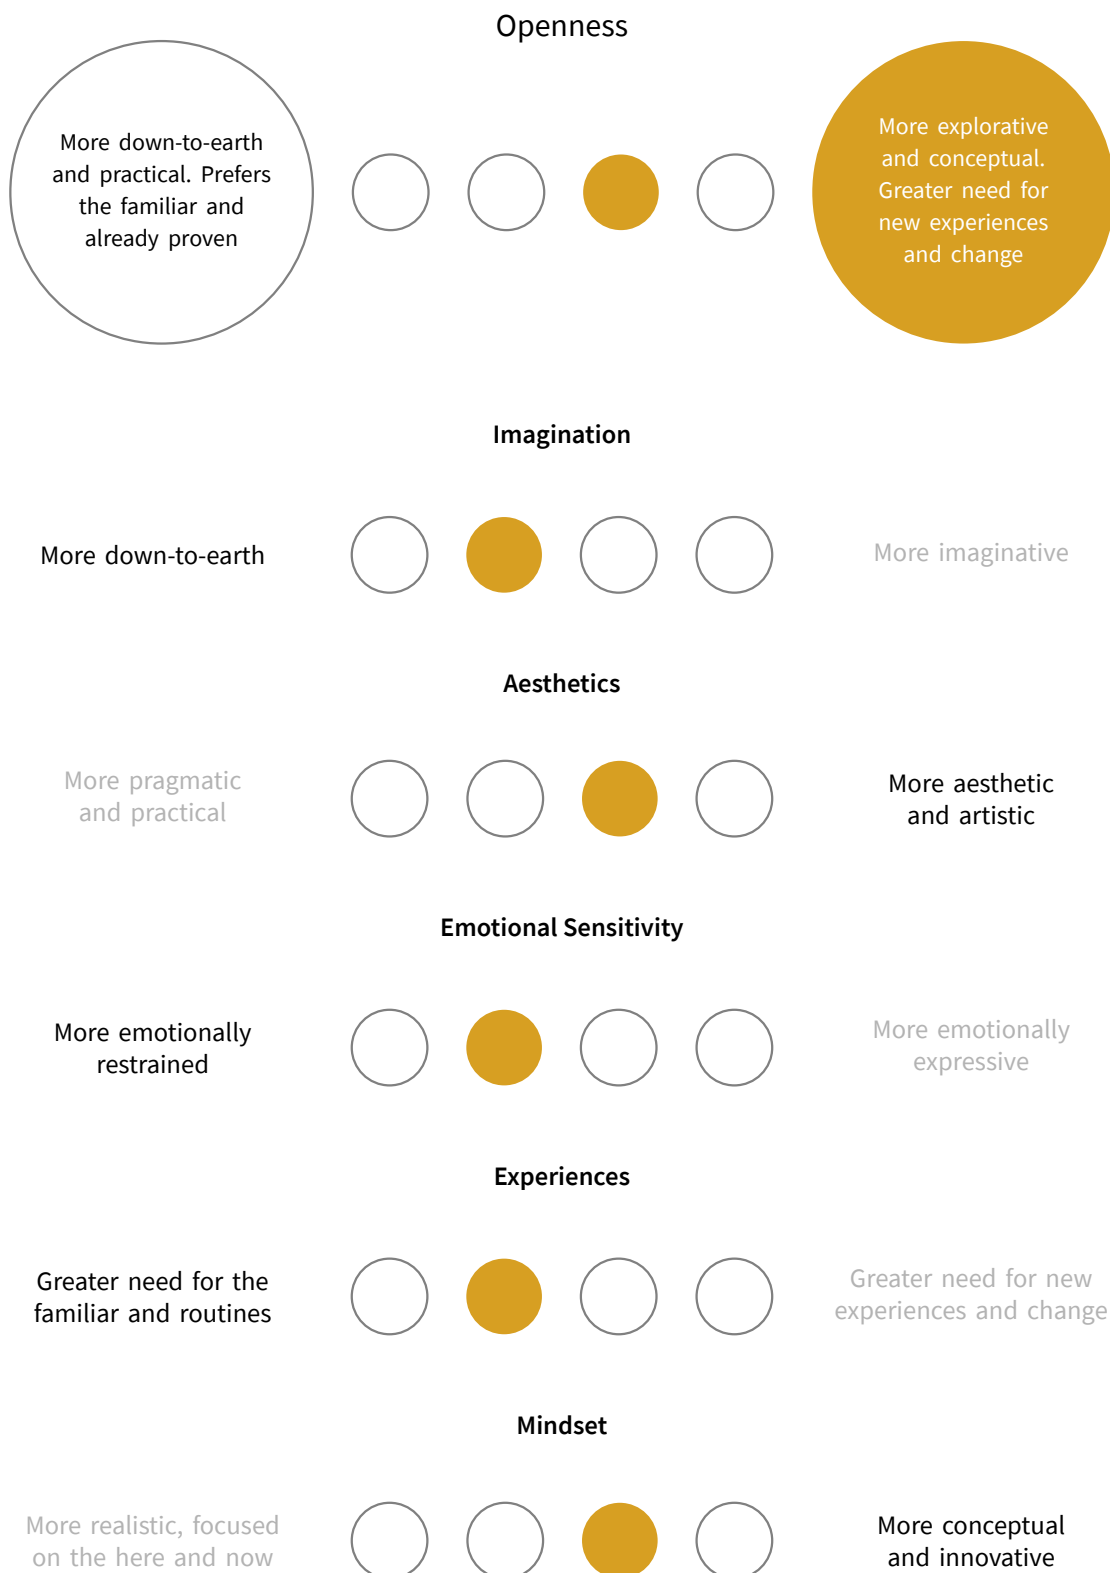 Openness
More down-to-earth
and practical. Prefers
the familiar and
already proven
More explorative
and conceptual.
Greater need for
new experiences
and change
Imagination
More down-to-earth
More imaginative
Aesthetics
More pragmatic
and practical
More aesthetic
and artistic
Emotional Sensitivity
More emotionally
restrained
More emotionally
expressive
Experiences
Greater need for the
familiar and routines
Greater need for new
experiences and change
Mindset
More realistic, focused
on the here and now
More conceptual
and innovative